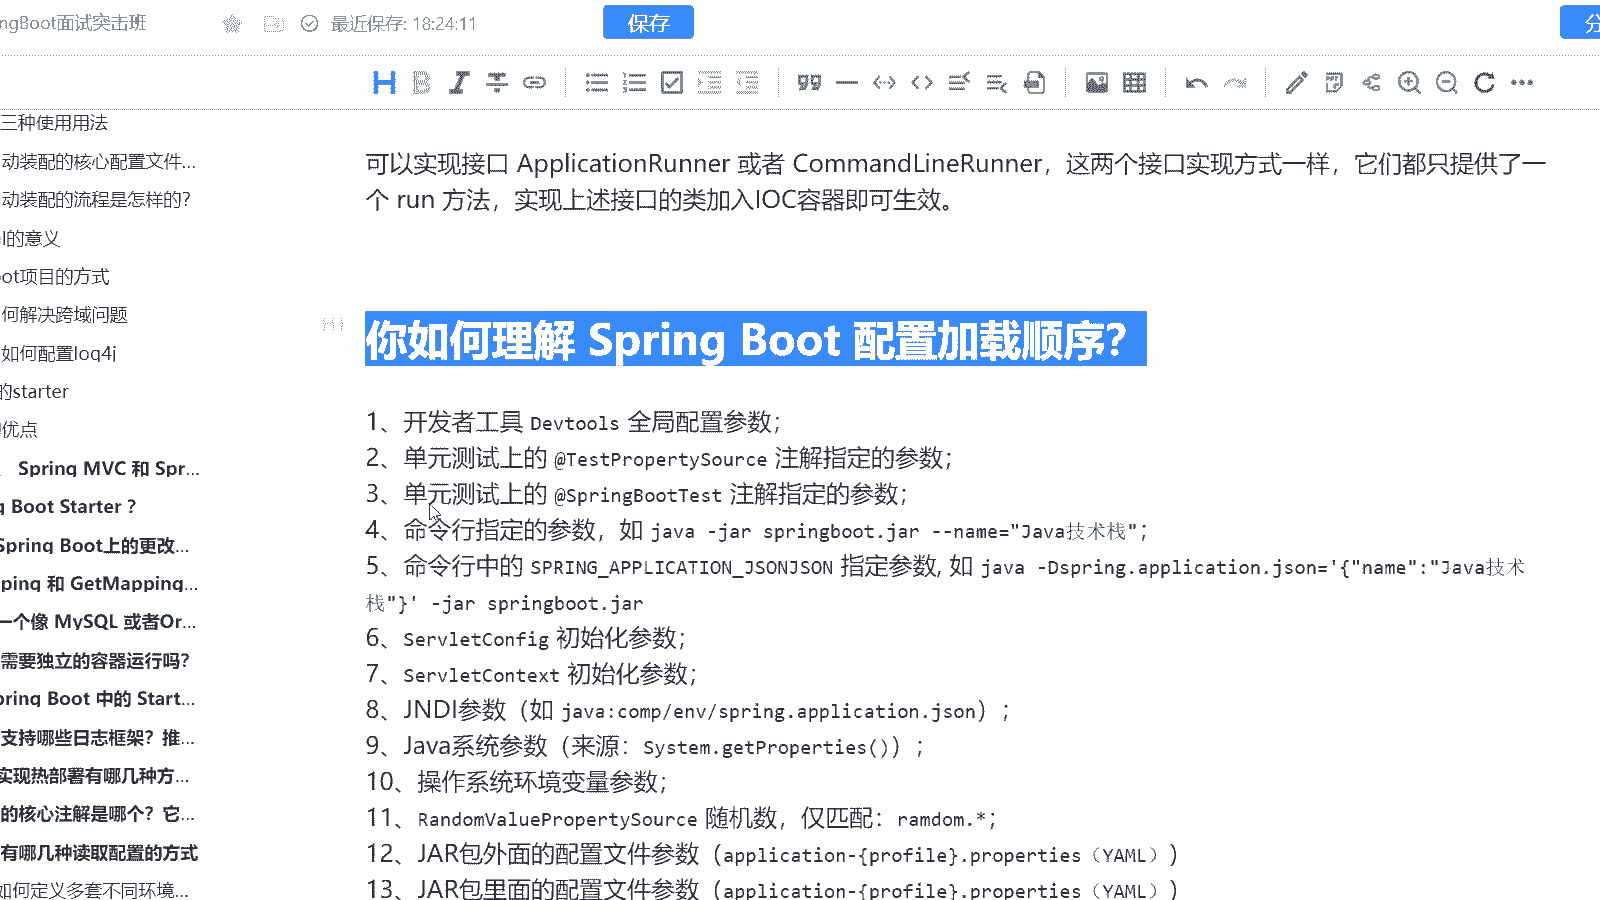 ngBoot面试突击班
最近保存: 18:24:11
保存
分
三种使用用法
动装配的核心配置文件...
动装配的流程是怎样的?
的意义
ot项目的方式
何解决跨域问题
如何配置log4j
的starter
优点
Spring MVC 和 Spr...
g Boot Starter ?
Spring Boot上的更改...
ping 和 GetMapping...
一个像 MySQL 或者Or...
需要独立的容器运行吗?
pring Boot 中的 Start...
支持哪些日志框架? 推...
实现热部署有哪几种方...
的核心注解是哪个? 它...
有哪几种读取配置的方式
如何定义多套不同环境...
可以实现接口 ApplicationRunner 或者 CommandLineRunner，这两个接口实现方式一样，它们都只提供了一
个 run 方法，实现上述接口的类加入IOC容器即可生效。
H1
你如何理解 Spring Boot 配置加载顺序?
1、开发者工具 Devtools 全局配置参数；
2、单元测试上的 @TestPropertySource 注解指定的参数；
3、单元测试上的 @SpringBootTest 注解指定的参数；
4、命令行指定的参数，如 java -jar springboot.jar --name="Java技术栈"；
5、命令行中的 SPRING_APPLICATION_JSONJSON 指定参数, 如 java -Dspring.application.json='{"name":"Java技术
栈"}' -jar springboot.jar
6、ServletConfig 初始化参数；
7、ServletContext 初始化参数；
8、JNDI参数（如 java:comp/env/spring.application.json）；
9、Java系统参数（来源：System.getProperties()）；
10、操作系统环境变量参数；
11、RandomValuePropertySource 随机数，仅匹配：ramdom.*；
12、JAR包外面的配置文件参数（application-{profile}.properties（YAML））
13、JAR包里面的配置文件参数（application-{profile}.properties（YAML））